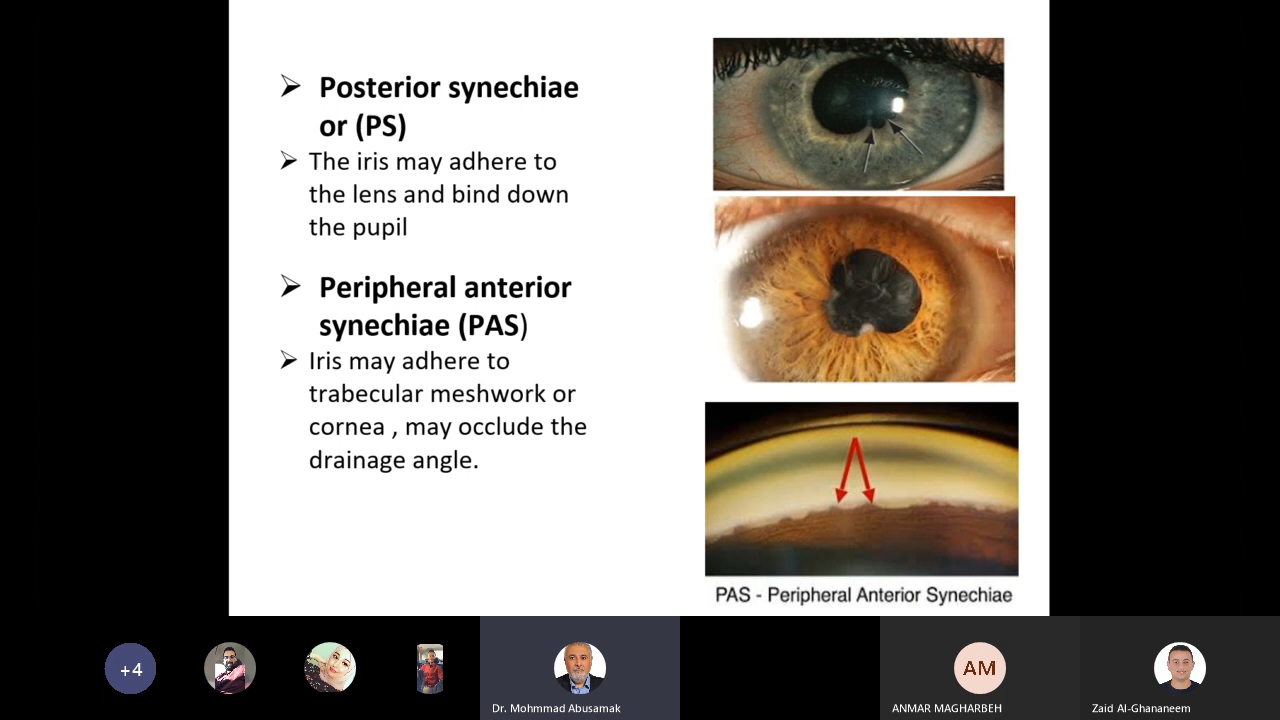 ➢ Posterior synechiae
or (PS)
➢ The iris may adhere to
the lens and bind down
the pupil
➢ Peripheral anterior
synechiae (PAS)
➢ Iris may adhere to
trabecular meshwork or
cornea , may occlude the
drainage angle.
PAS - Peripheral Anterior Synechiae
+4
Dr. Mohmmad Abusamak
AM
ANMAR MAGHARBEH
Zaid Al-Ghananeem